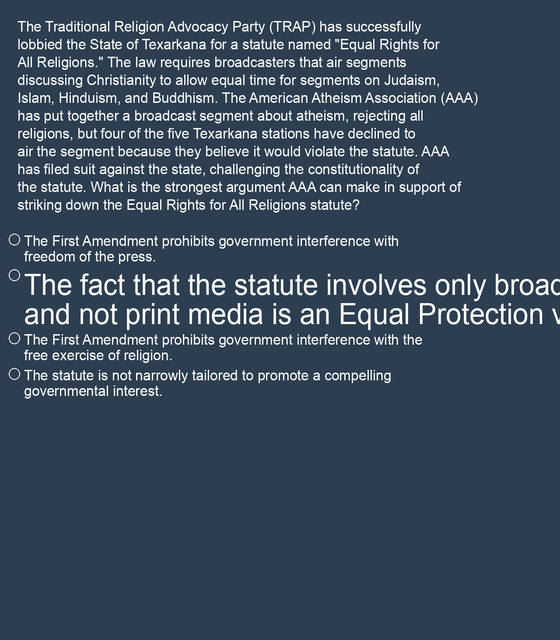 The Traditional Religion Advocacy Party (TRAP) has successfully
lobbied the State of Texarkana for a statute named "Equal Rights for
All Religions." The law requires broadcasters that air segments
discussing Christianity to allow equal time for segments on Judaism,
Islam, Hinduism, and Buddhism. The American Atheism Association (AAA)
has put together a broadcast segment about atheism, rejecting all
religions, but four of the five Texarkana stations have declined to
air the segment because they believe it would violate the statute. AAA
has filed suit against the state, challenging the constitutionality of
the statute. What is the strongest argument AAA can make in support of
striking down the Equal Rights for All Religions statute?
The First Amendment prohibits government interference with
freedom of the press.
The fact that the statute involves only
and not print media is an Equal Protection
The First Amendment prohibits government interference with the
free exercise of religion.
The statute is not narrowly tailored to promote a compelling
governmental interest.